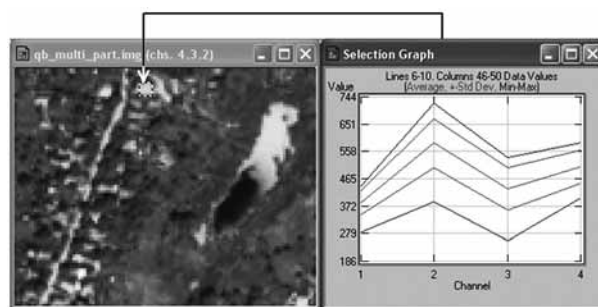 qb_multi_part.img (chs. 4.3.2)
Selection Graph
Lines 6-10. Columns 46-50 Data Values
(Average, +-Std Dev, Min-Max)
Value
744
651
558
465
372
279
186
1 2 3 4
Channel